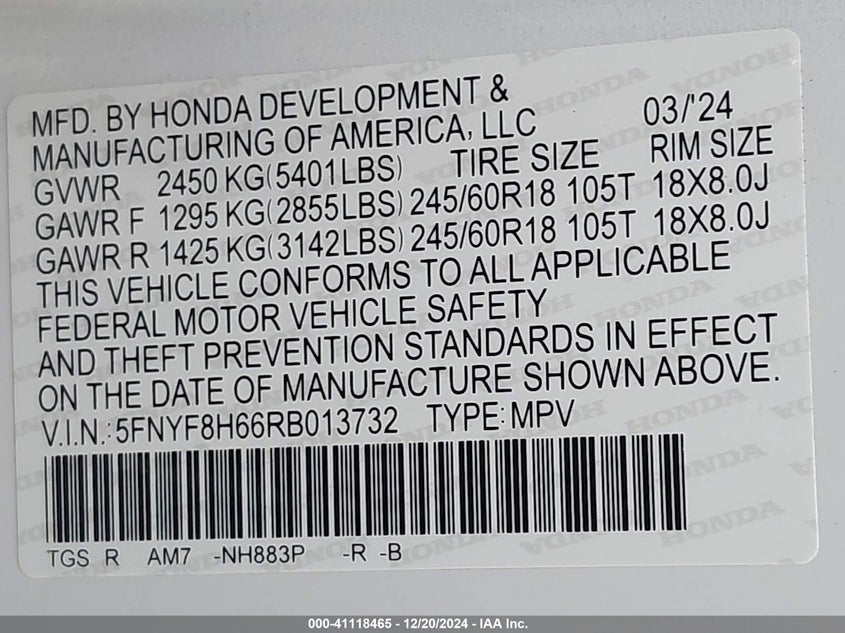 MFD. BY HONDA DEVELOPMENT &
MANUFACTURING OF AMERICA, LLC 03/'24
GVWR 2450 KG(5401LBS) TIRE SIZE RIM SIZE
GAWR F 1295 KG(2855LBS) 245/60R18 105T 18X8.0J
GAWR R 1425 KG(3142LBS) 245/60R18 105T 18X8.0J
THIS VEHICLE CONFORMS TO ALL APPLICABLE
FEDERAL MOTOR VEHICLE SAFETY
AND THEFT PREVENTION STANDARDS IN EFFECT
ON THE DATE OF MANUFACTURE SHOWN ABOVE.
V.I.N.:5FNYF8H66RB013732 TYPE:MPV
TGS R AM7 -NH883P -R -B
000-41118465 - 12/20/2024 - IAA Inc.